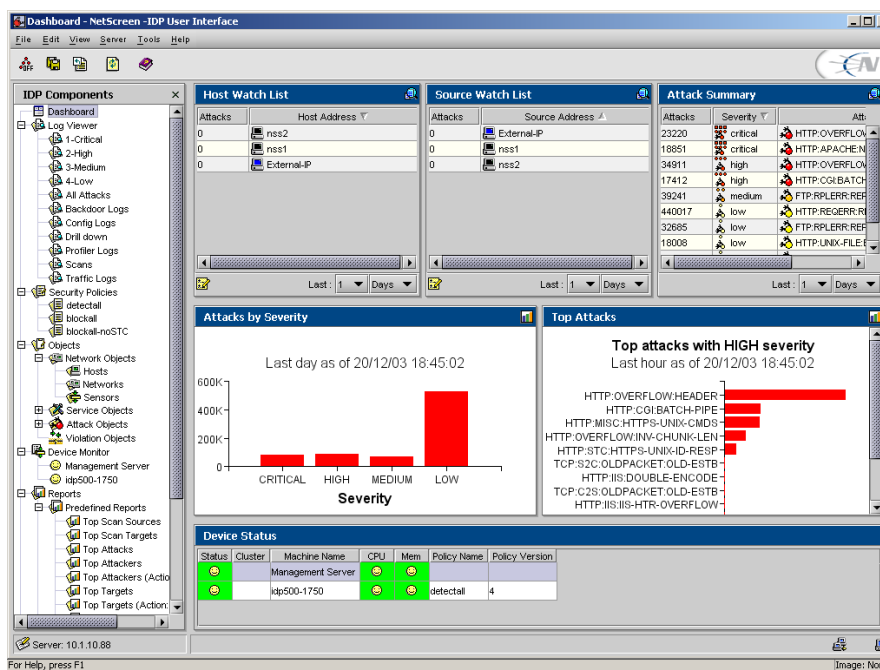 Dashboard - NetScreen -IDP User Interface
File Edit View Server Tools Help
OFF
N
IDP Components
Dashboard
Log Viewer
1-Critical
2-High
3-Medium
4-Low
All Attacks
Backdoor Logs
Config Logs
Drill down
Profiler Logs
Scans
Traffic Logs
Security Policies
detectall
blockall
blockall-noSTC
Objects
Network Objects
Hosts
Networks
Sensors
Service Objects
Attack Objects
Violation Objects
Device Monitor
Management Server
idp500-1750
Reports
Predefined Reports
Top Scan Sources
Top Scan Targets
Top Attacks
Top Attackers
Top Attackers (Actio
Top Targets
Top Targets (Action:
Host Watch List
Attacks Host Address
0 nss2
0 nss1
0 External-IP
Last: 1 Days
Source Watch List
Attacks Source Address
0 External-IP
0 nss1
0 nss2
Last: 1 Days
Attack Summary
Attacks Severity Att
23220 critical HTTP:OVERFLOW
18851 critical HTTP:APACHE:N
34911 high HTTP:OVERFLOW
17412 high HTTP:CGI:BATCH
39241 medium FTP:RPLERR:REP
440017 low HTTP:REQERR:R
32685 low FTP:RPLERR:REP
18008 low HTTP:UNIX-FILE:E
Last: 1 Days
Attacks by Severity
Last day as of 20/12/03 18:45:02
600K
400K
200K
0
CRITICAL HIGH MEDIUM LOW
Severity
Top Attacks
Top attacks with HIGH severity
Last hour as of 20/12/03 18:45:02
HTTP:OVERFLOW:HEADER
HTTP:CGI:BATCH-PIPE
HTTP:MISC:HTTPS-UNIX-CMDS
HTTP:OVERFLOW:INV-CHUNK-LEN
HTTP:STC:HTTPS-UNIX-ID-RESP
TCP:S2C:OLDPACKET:OLD-ESTB
HTTP:IIS:DOUBLE-ENCODE
TCP:C2S:OLDPACKET:OLD-ESTB
HTTP:IIS:IIS-HTR-OVERFLOW
Device Status
Status Cluster Machine Name CPU Mem Policy Name Policy Version
Management Server
idp500-1750 detectall 4
Server: 10.1.10.88
For Help, press F1
Image: No